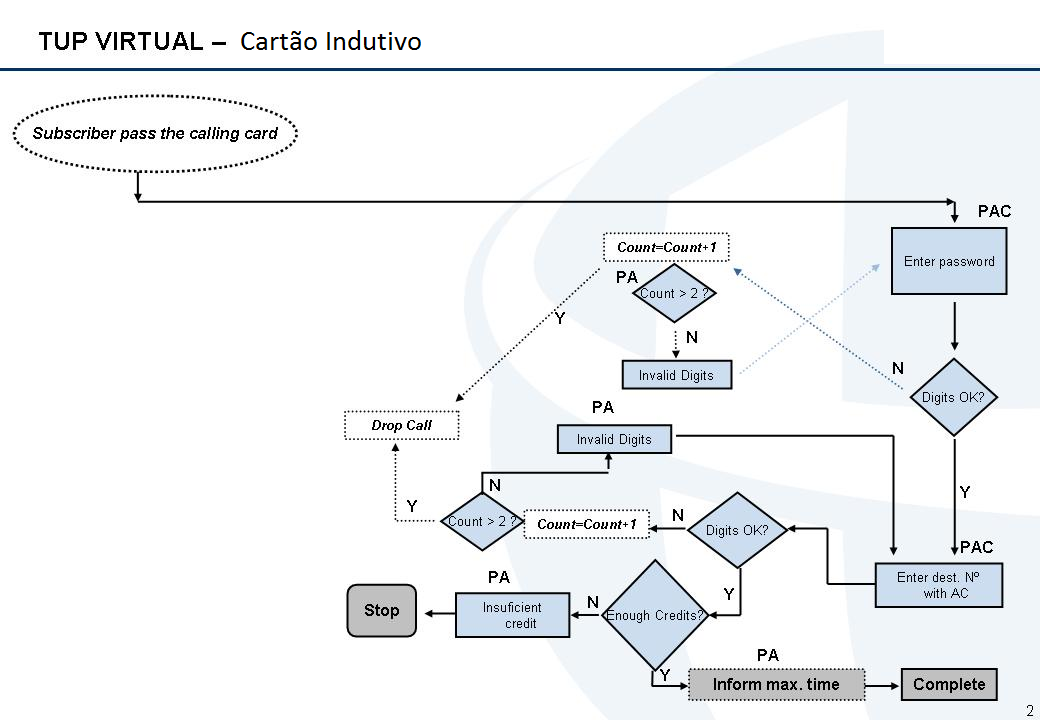 TUP VIRTUAL – Cartão Indutivo
Subscriber pass the calling card
PAC
Enter password
Count=Count+1
PA
Count > 2 ?
Y
N
Invalid Digits
N
Digits OK?
PA
Drop Call
Invalid Digits
N
Y
Y
Count > 2 ?
Count=Count+1
N
Digits OK?
PAC
Enter dest. Nº
with AC
PA
Y
Stop
Insuficient
credit
N
Enough Credits?
PA
Y
Inform max. time
Complete
2